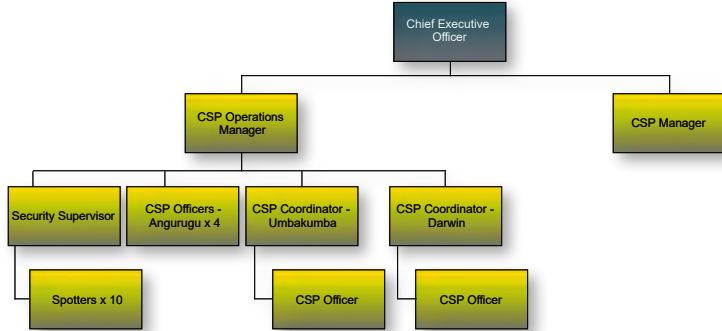 Chief Executive
Officer
CSP Operations
Manager
CSP Manager
Security Supervisor
CSP Officers -
Angurugu x 4
CSP Coordinator -
Umbakumba
CSP Coordinator -
Darwin
Spotters x 10
CSP Officer
CSP Officer